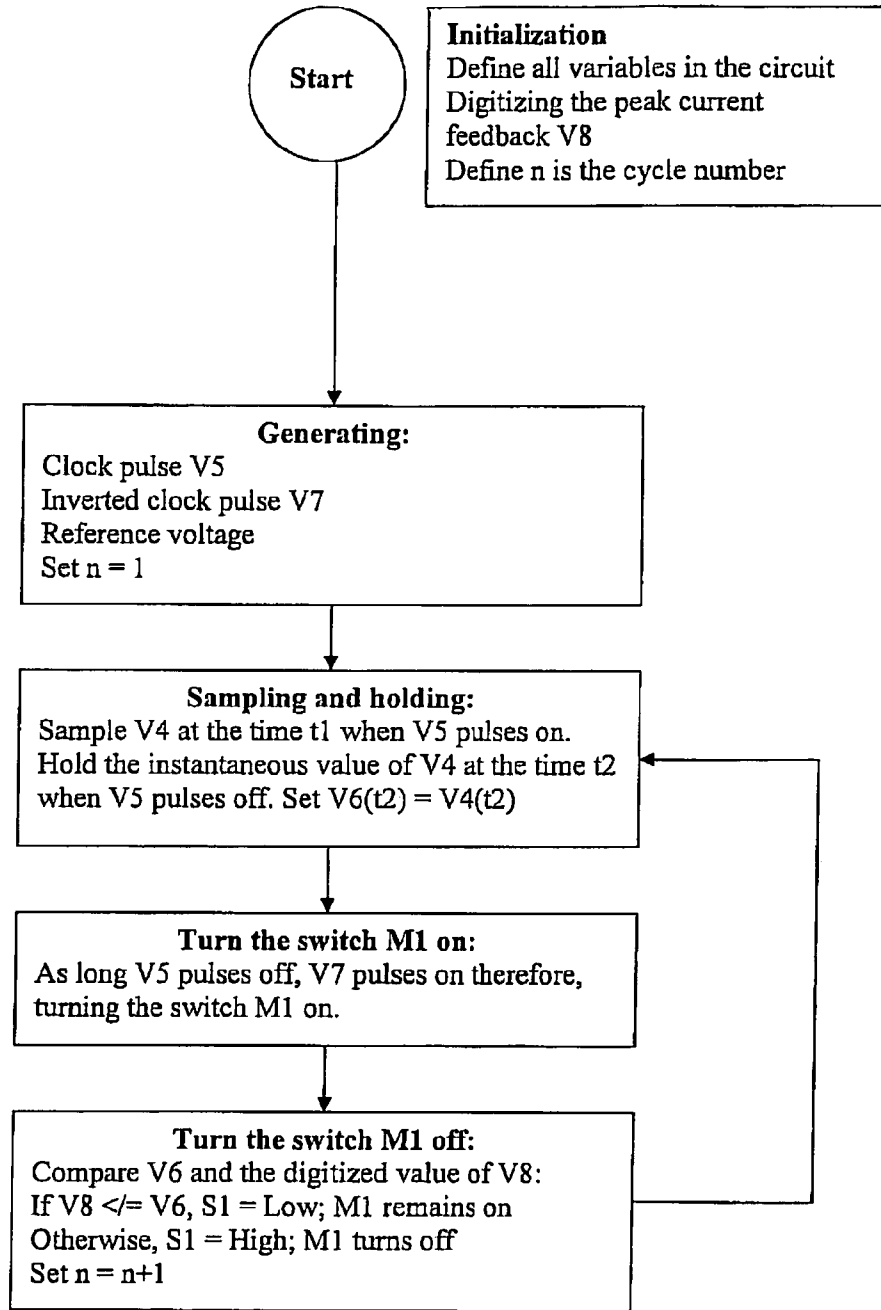 Start
Initialization
Define all variables in the circuit
Digitizing the peak current
feedback V8
Define n is the cycle number
Generating:
Clock pulse V5
Inverted clock pulse V7
Reference voltage
Set n = 1
Sampling and holding:
Sample V4 at the time t1 when V5 pulses on.
Hold the instantaneous value of V4 at the time t2
when V5 pulses off. Set V6(t2) = V4(t2)
Turn the switch M1 on:
As long V5 pulses off, V7 pulses on therefore,
turning the switch M1 on.
Turn the switch M1 off:
Compare V6 and the digitized value of V8:
If V8 </= V6, S1 = Low; M1 remains on
Otherwise, S1 = High; M1 turns off
Set n = n+1